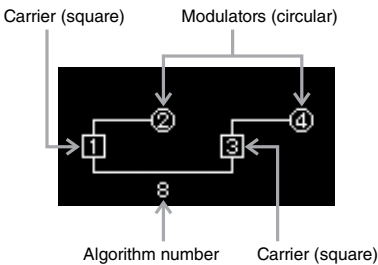 Carrier (square) Modulators (circular)
2 4
1 3
8
Algorithm number Carrier (square)